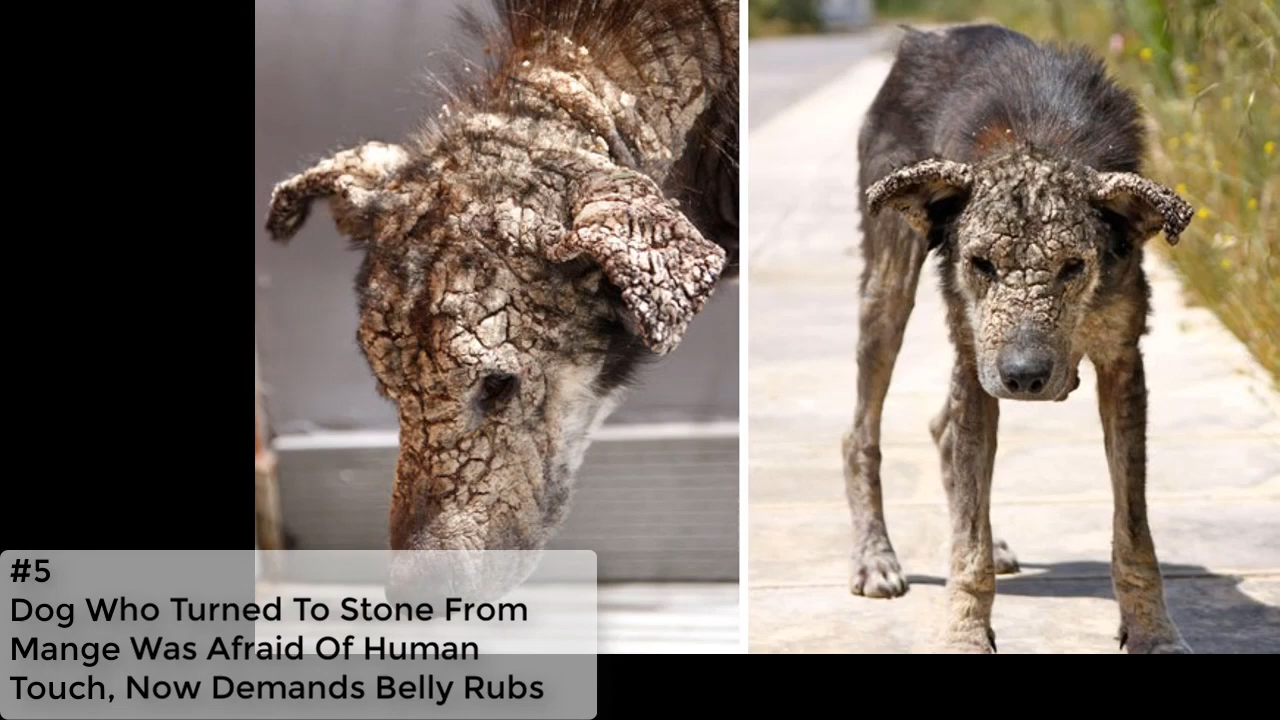 #5
Dog Who Turned To Stone From
Mange Was Afraid Of Human
Touch, Now Demands Belly Rubs